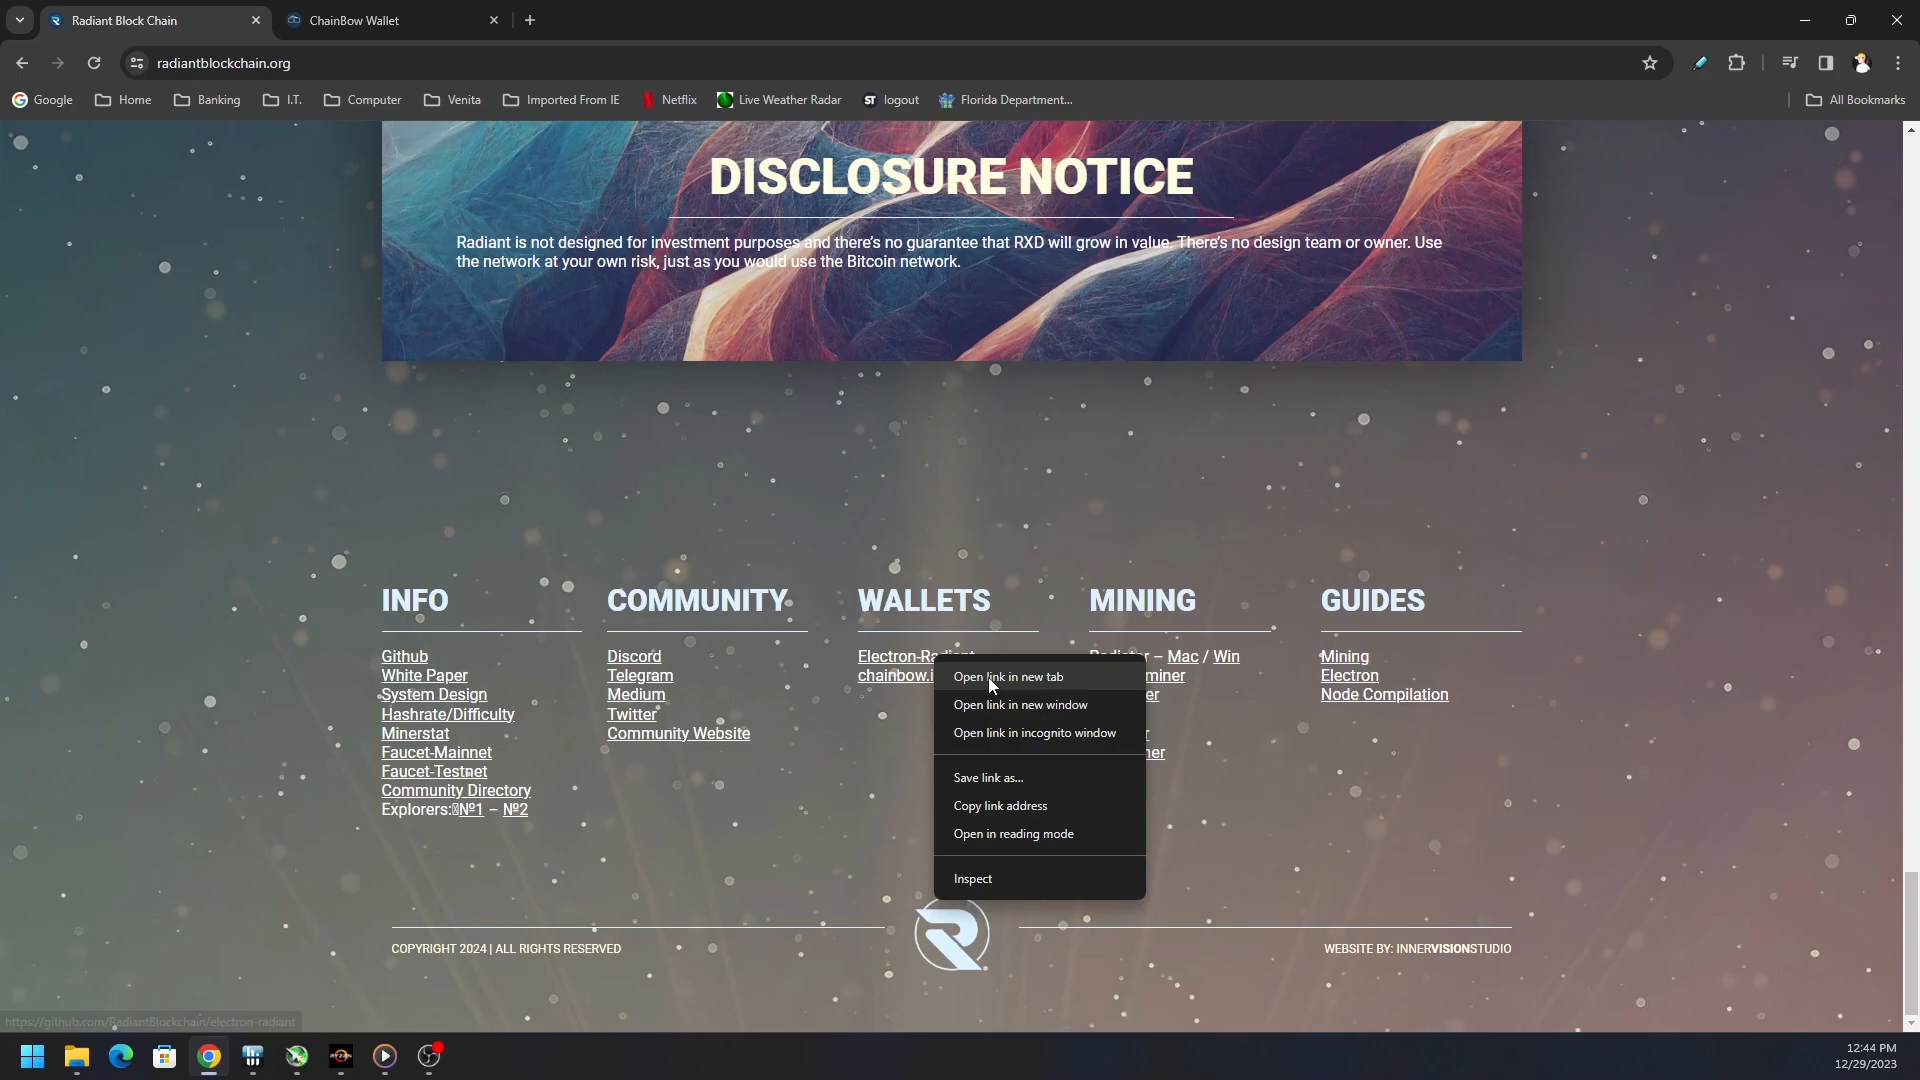 Radiant Block Chain
ChainBow Wallet
radiantblockchain.org
Google
Home
Banking
I.T.
Computer
Venita
Imported From IE
Netflix
Live Weather Radar
ST logout
Florida Department...
All Bookmarks
DISCLOSURE NOTICE
Radiant is not designed for investment purposes and there's no guarantee that RXD will grow in value. There's no design team or owner. Use
the network at your own risk, just as you would use the Bitcoin network.
INFO
Github
White Paper
System Design
Hashrate/Difficulty
Minerstat
Faucet-Mainnet
Faucet-Testnet
Community Directory
Explorers: №1 – №2
COMMUNITY
Discord
Telegram
Medium
Twitter
Community Website
WALLETS
Electron-Radiant
chainbow.i
MINING
– Mac / Win
miner
er
r
ner
GUIDES
Mining
Electron
Node Compilation
Open link in new tab
Open link in new window
Open link in incognito window
Save link as...
Copy link address
Open in reading mode
Inspect
COPYRIGHT 2024 | ALL RIGHTS RESERVED
WEBSITE BY: INNERVISIONSTUDIO
https://github.com/RadiantBlockchain/electron-radiant
RYZEN
12:44 PM
12/29/2023